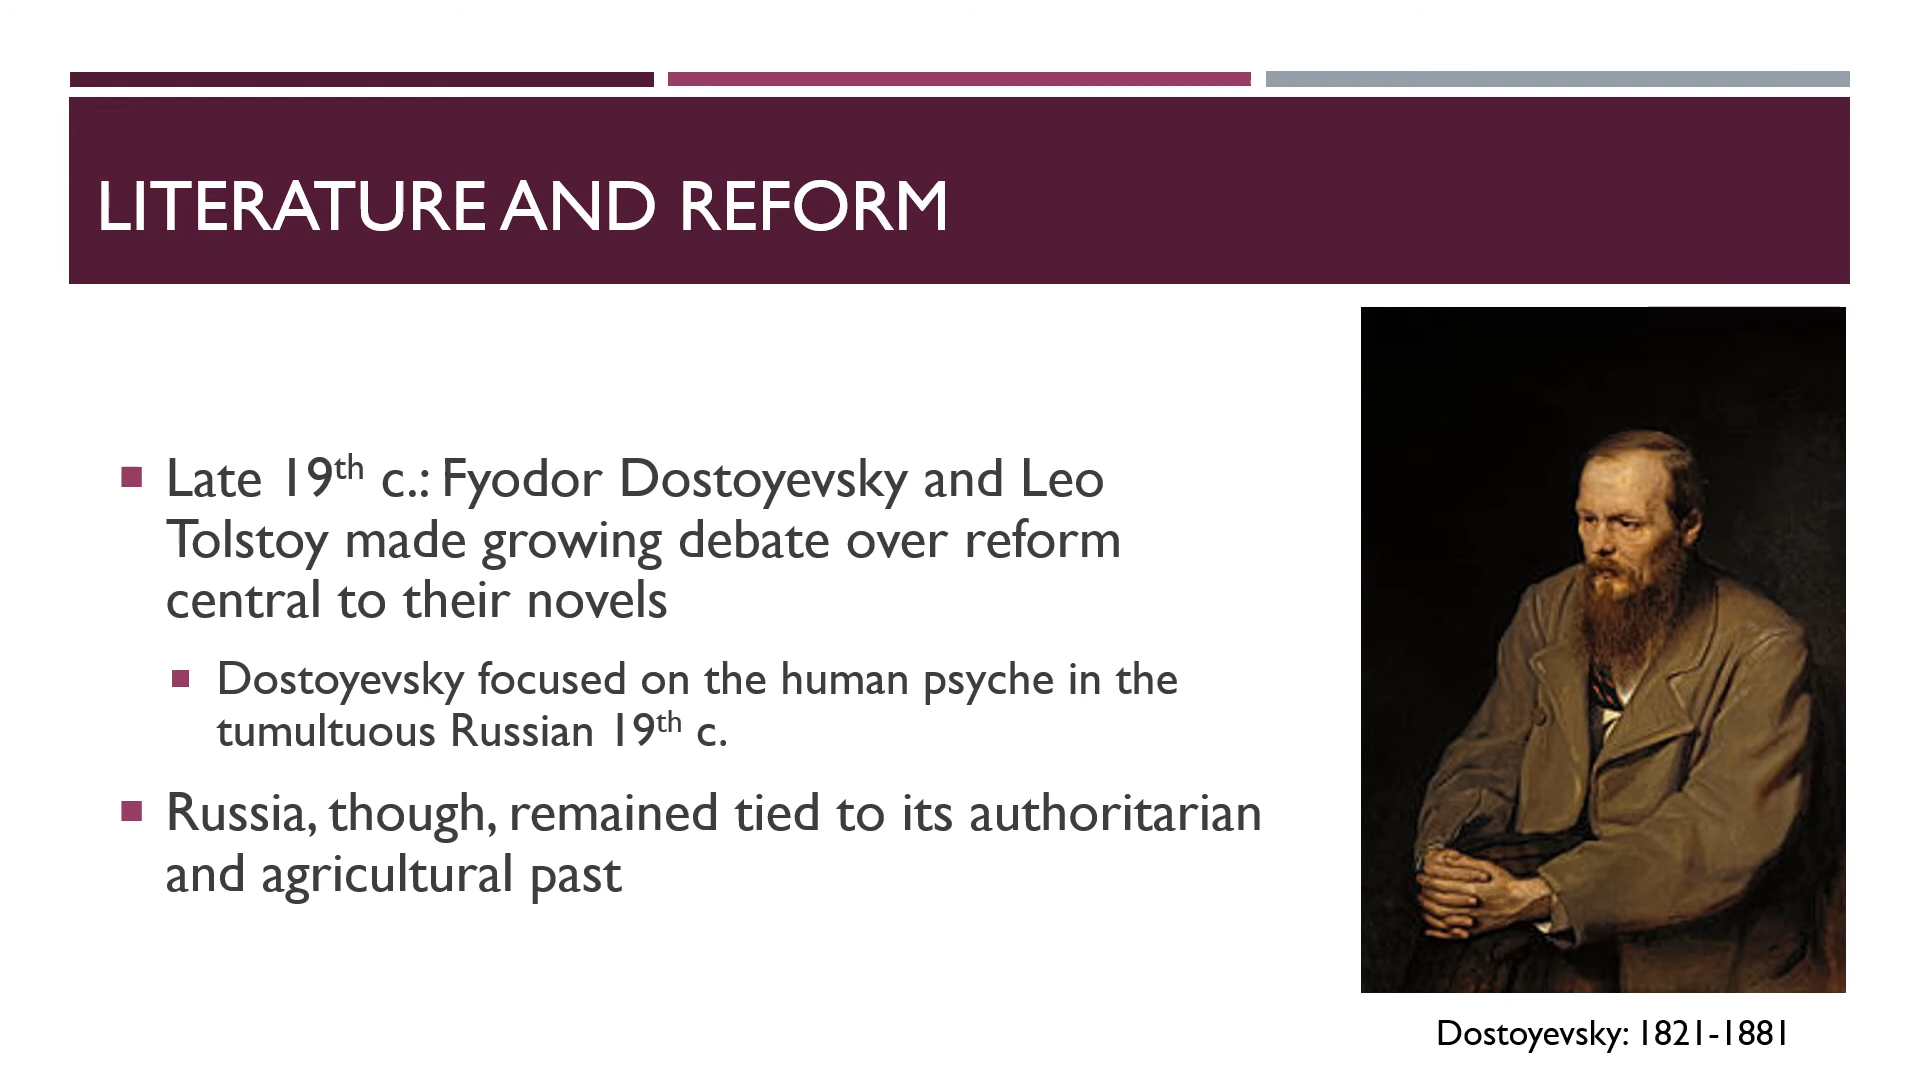 LITERATURE AND REFORM
Late 19th c.: Fyodor Dostoyevsky and Leo
Tolstoy made growing debate over reform
central to their novels
Dostoyevsky focused on the human psyche in the
tumultuous Russian 19th c.
Russia, though, remained tied to its authoritarian
and agricultural past
Dostoyevsky: 1821-1881